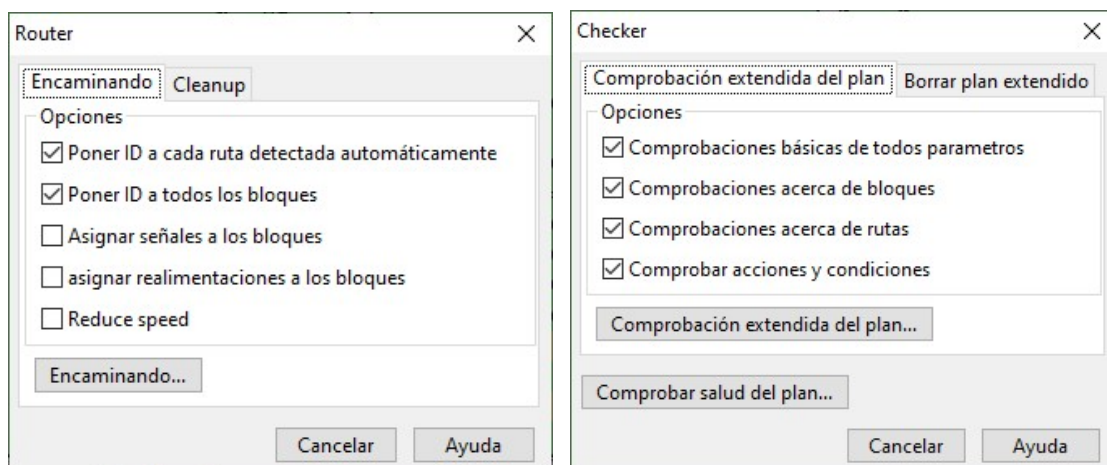 Router
Encaminando
Cleanup
Opciones
Poner ID a cada ruta detectada automáticamente
Poner ID a todos los bloques
Asignar señales a los bloques
asignar realimentaciones a los bloques
Reduce speed
Encaminando...
Cancelar
Ayuda
Checker
Comprobación extendida del plan
Borrar plan extendido
Opciones
Comprobaciones básicas de todos parametros
Comprobaciones acerca de bloques
Comprobaciones acerca de rutas
Comprobar acciones y condiciones
Comprobación extendida del plan...
Comprobar salud del plan...
Cancelar
Ayuda